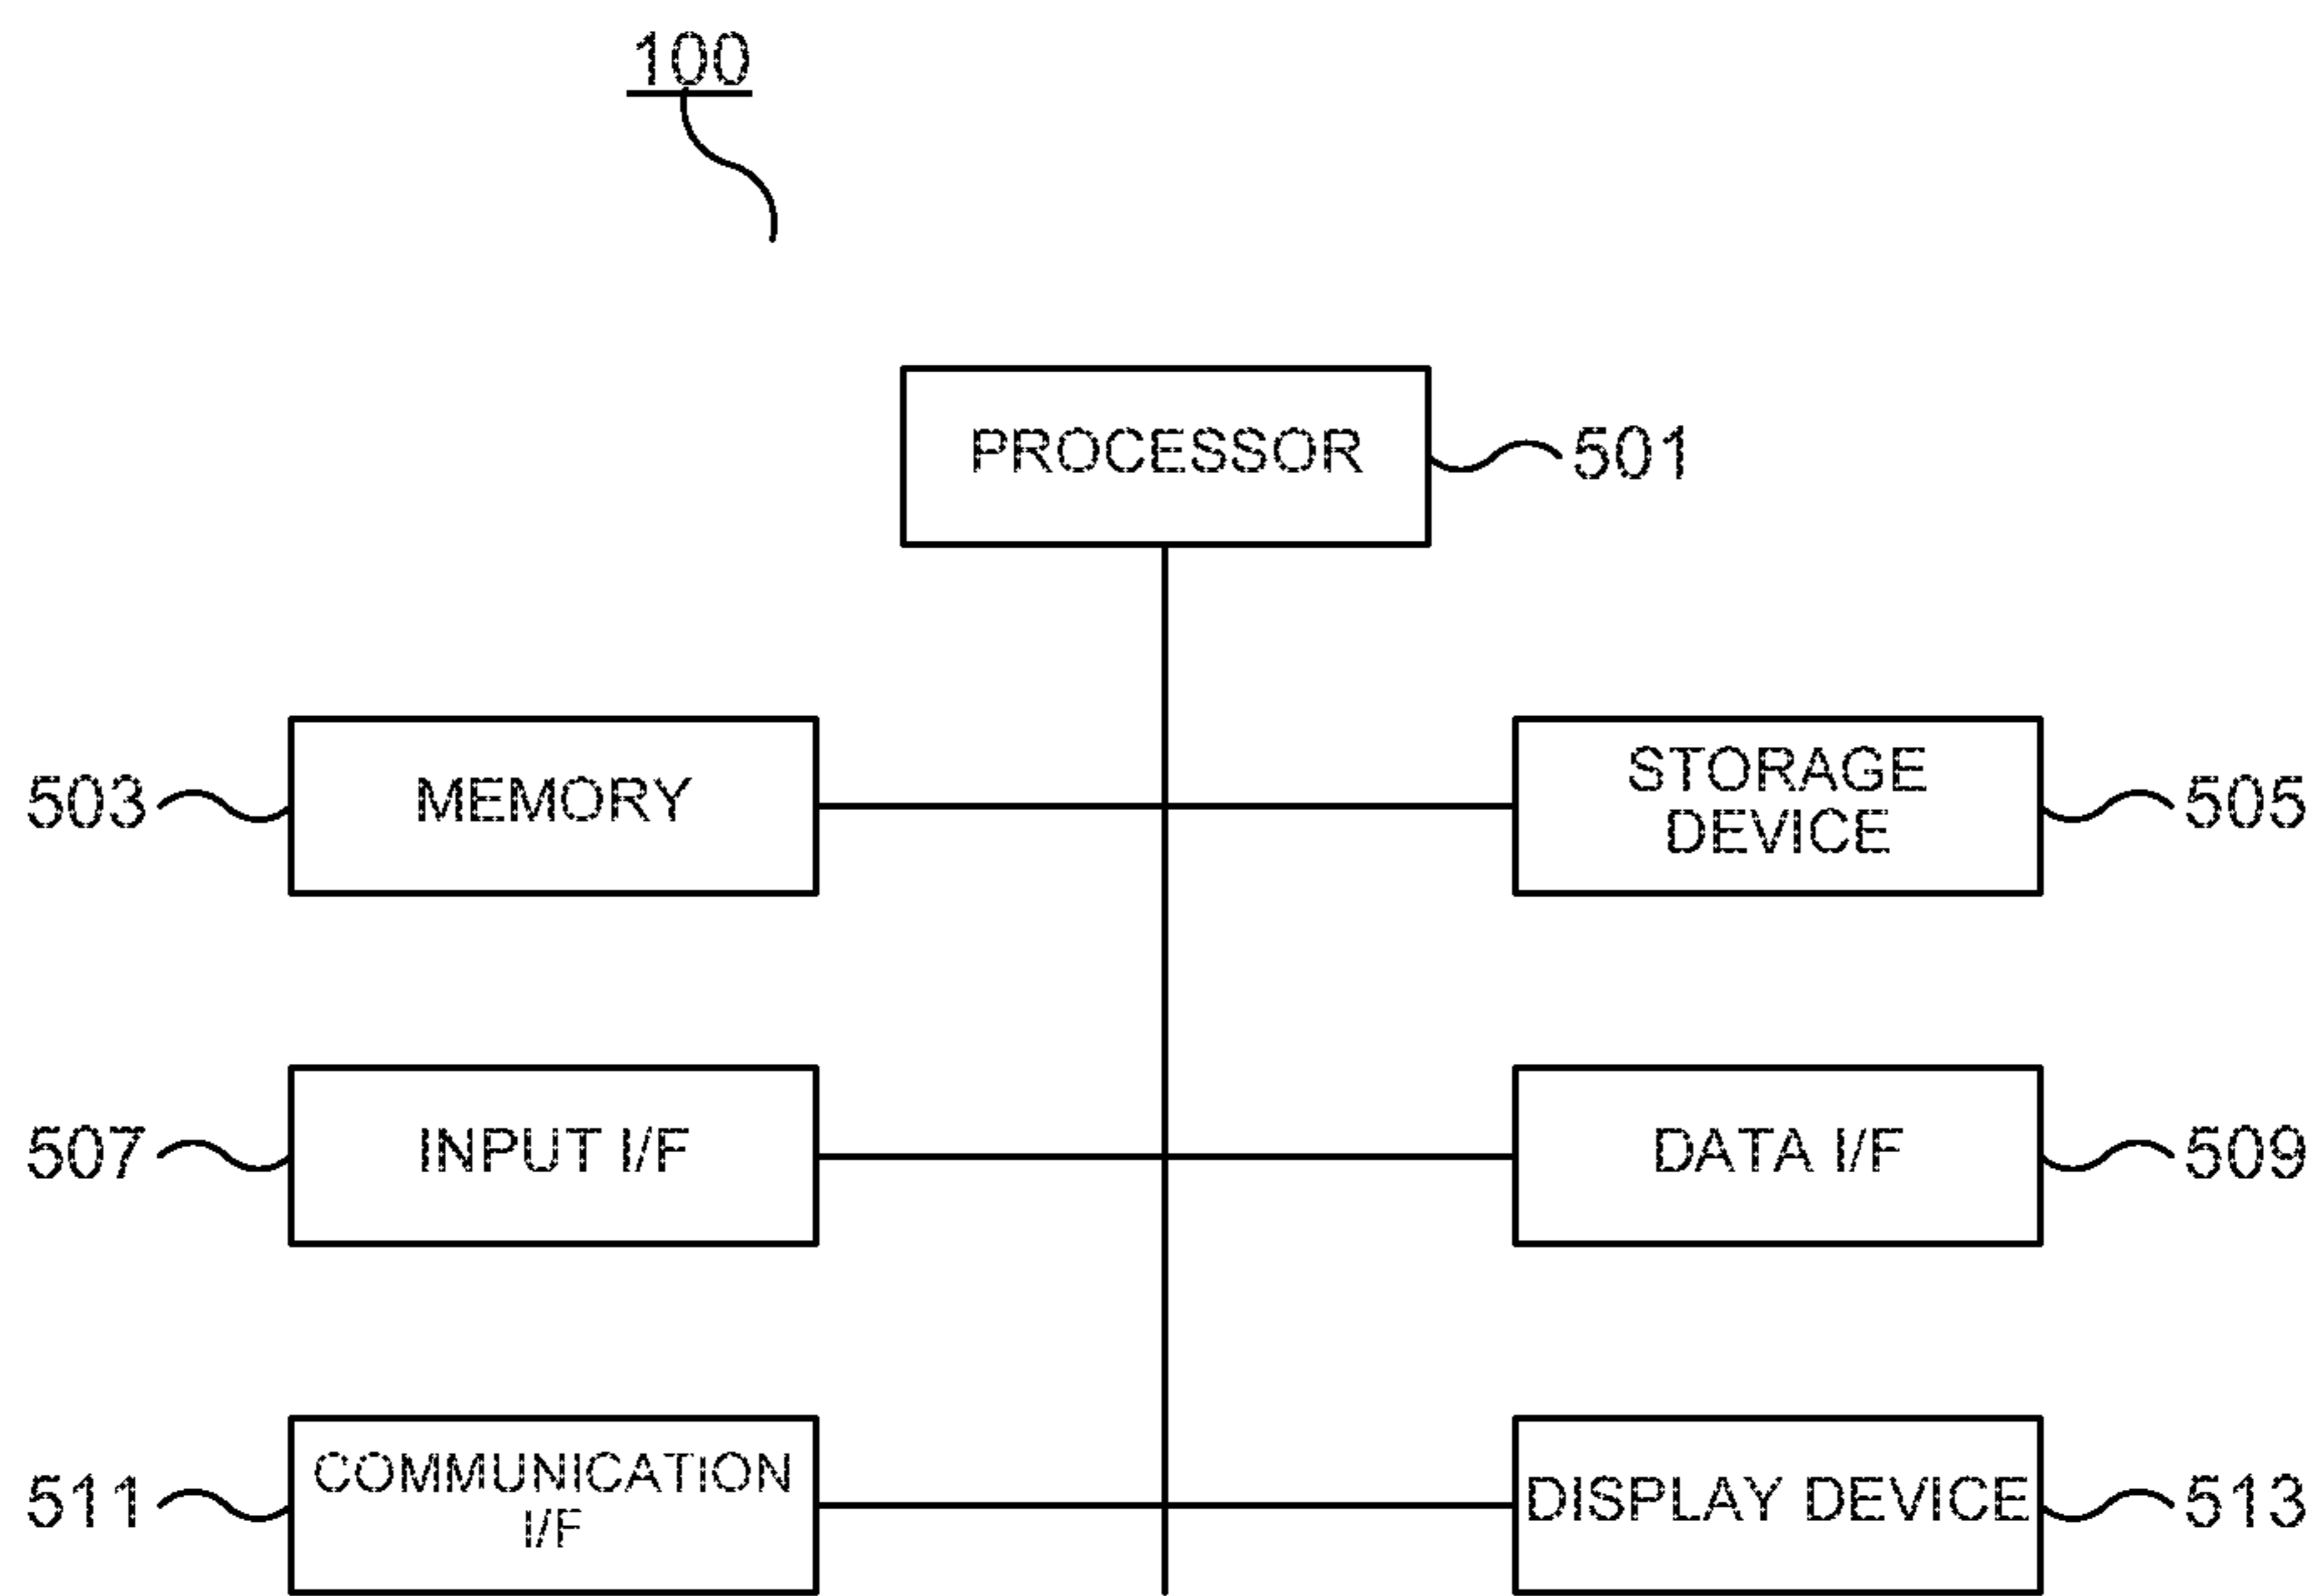 100
PROCESSOR
501
503
MEMORY
STORAGE
DEVICE
505
507
INPUT I/F
DATA I/F
509
511
COMMUNICATION
I/F
DISPLAY DEVICE
513